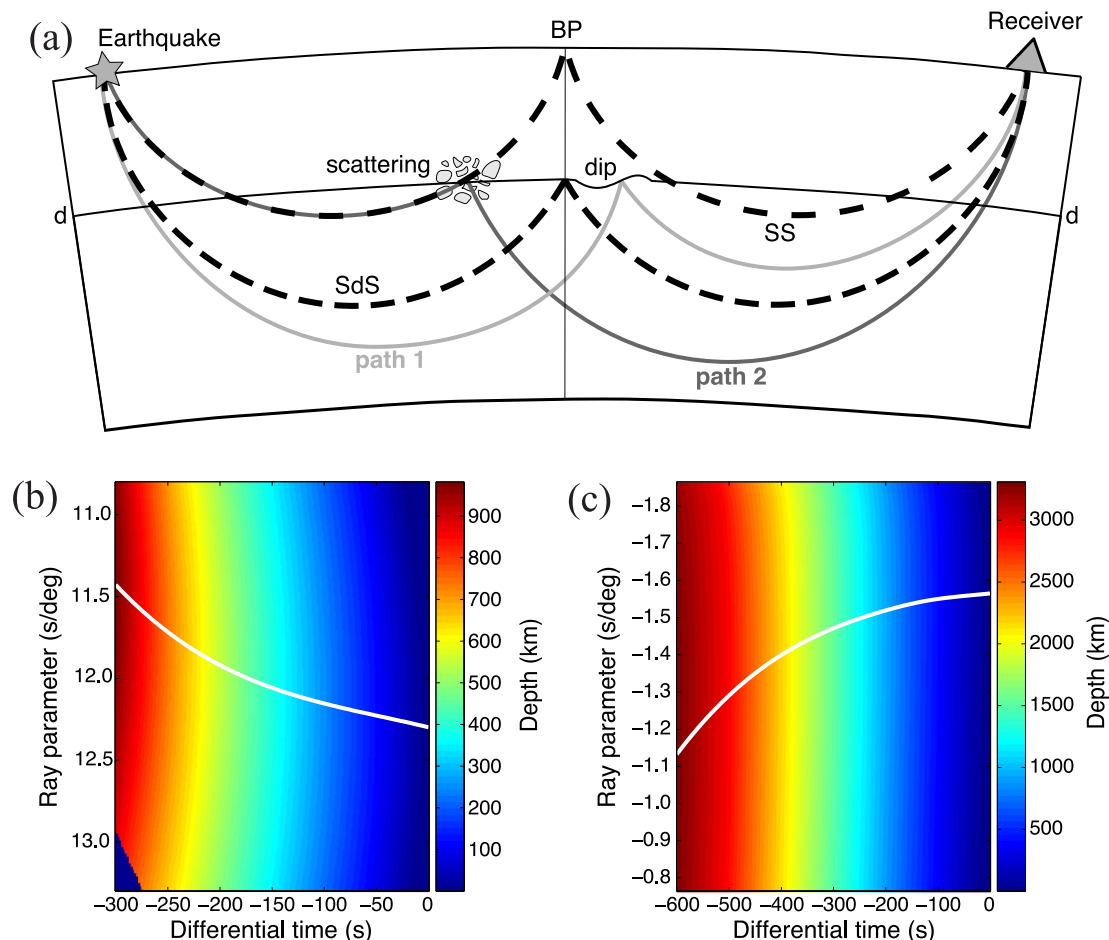 (a)
Earthquake
BP
Receiver
scattering
dip
d
d
SS
SdS
path 1
path 2
(b)
Ray parameter (s/deg)
11.0
11.5
12.0
12.5
13.0
−300 −250 −200 −150 −100 −50 0
Differential time (s)
900
800
700
600
500
400
300
200
100
Depth (km)
(c)
Ray parameter (s/deg)
−1.8
−1.7
−1.6
−1.5
−1.4
−1.3
−1.2
−1.1
−1.0
−0.9
−0.8
−600 −500 −400 −300 −200 −100 0
Differential time (s)
3000
2500
2000
1500
1000
500
Depth (km)